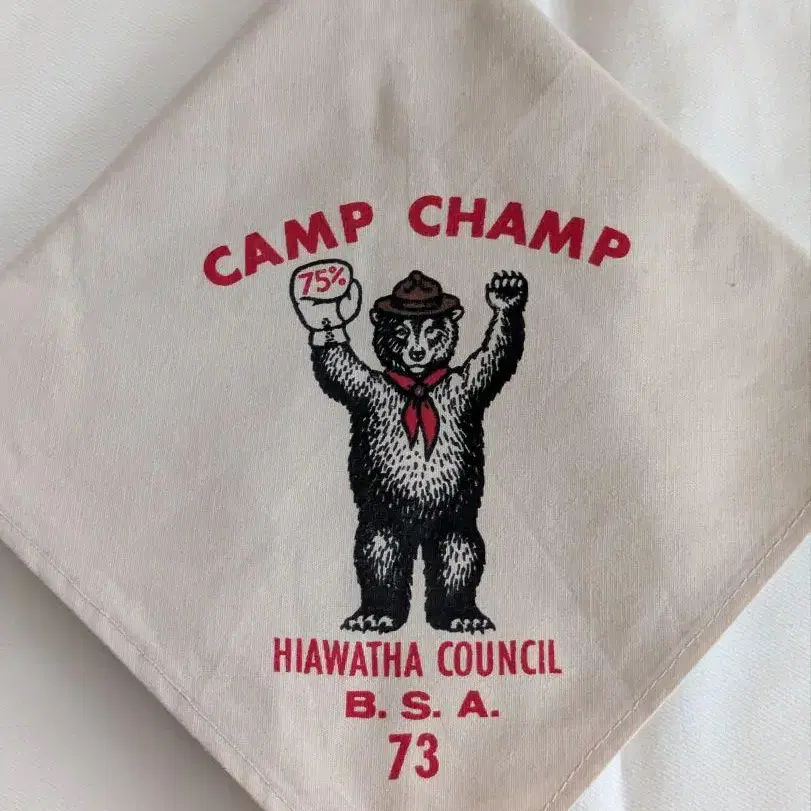 CAMP CHAMP
75%
HIAWATHA COUNCIL
B. S. A.
73